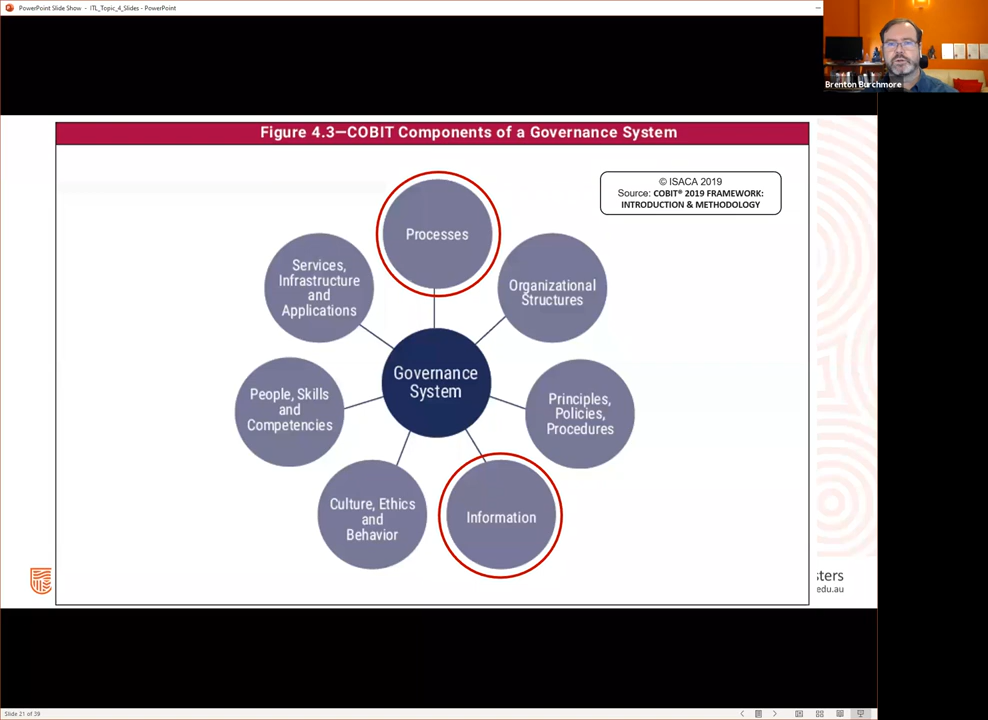 PowerPoint Slide Show - ITL_Topic_4_Slides - PowerPoint
Brenton Burchmore
Figure 4.3—COBIT Components of a Governance System
© ISACA 2019
Source: COBIT® 2019 FRAMEWORK:
INTRODUCTION & METHODOLOGY
Processes
Organizational
Structures
Principles,
Policies,
Procedures
Information
Culture, Ethics
and
Behavior
People, Skills
and
Competencies
Services,
Infrastructure
and
Applications
Governance
System
sters
edu.au
Slide 21 of 39